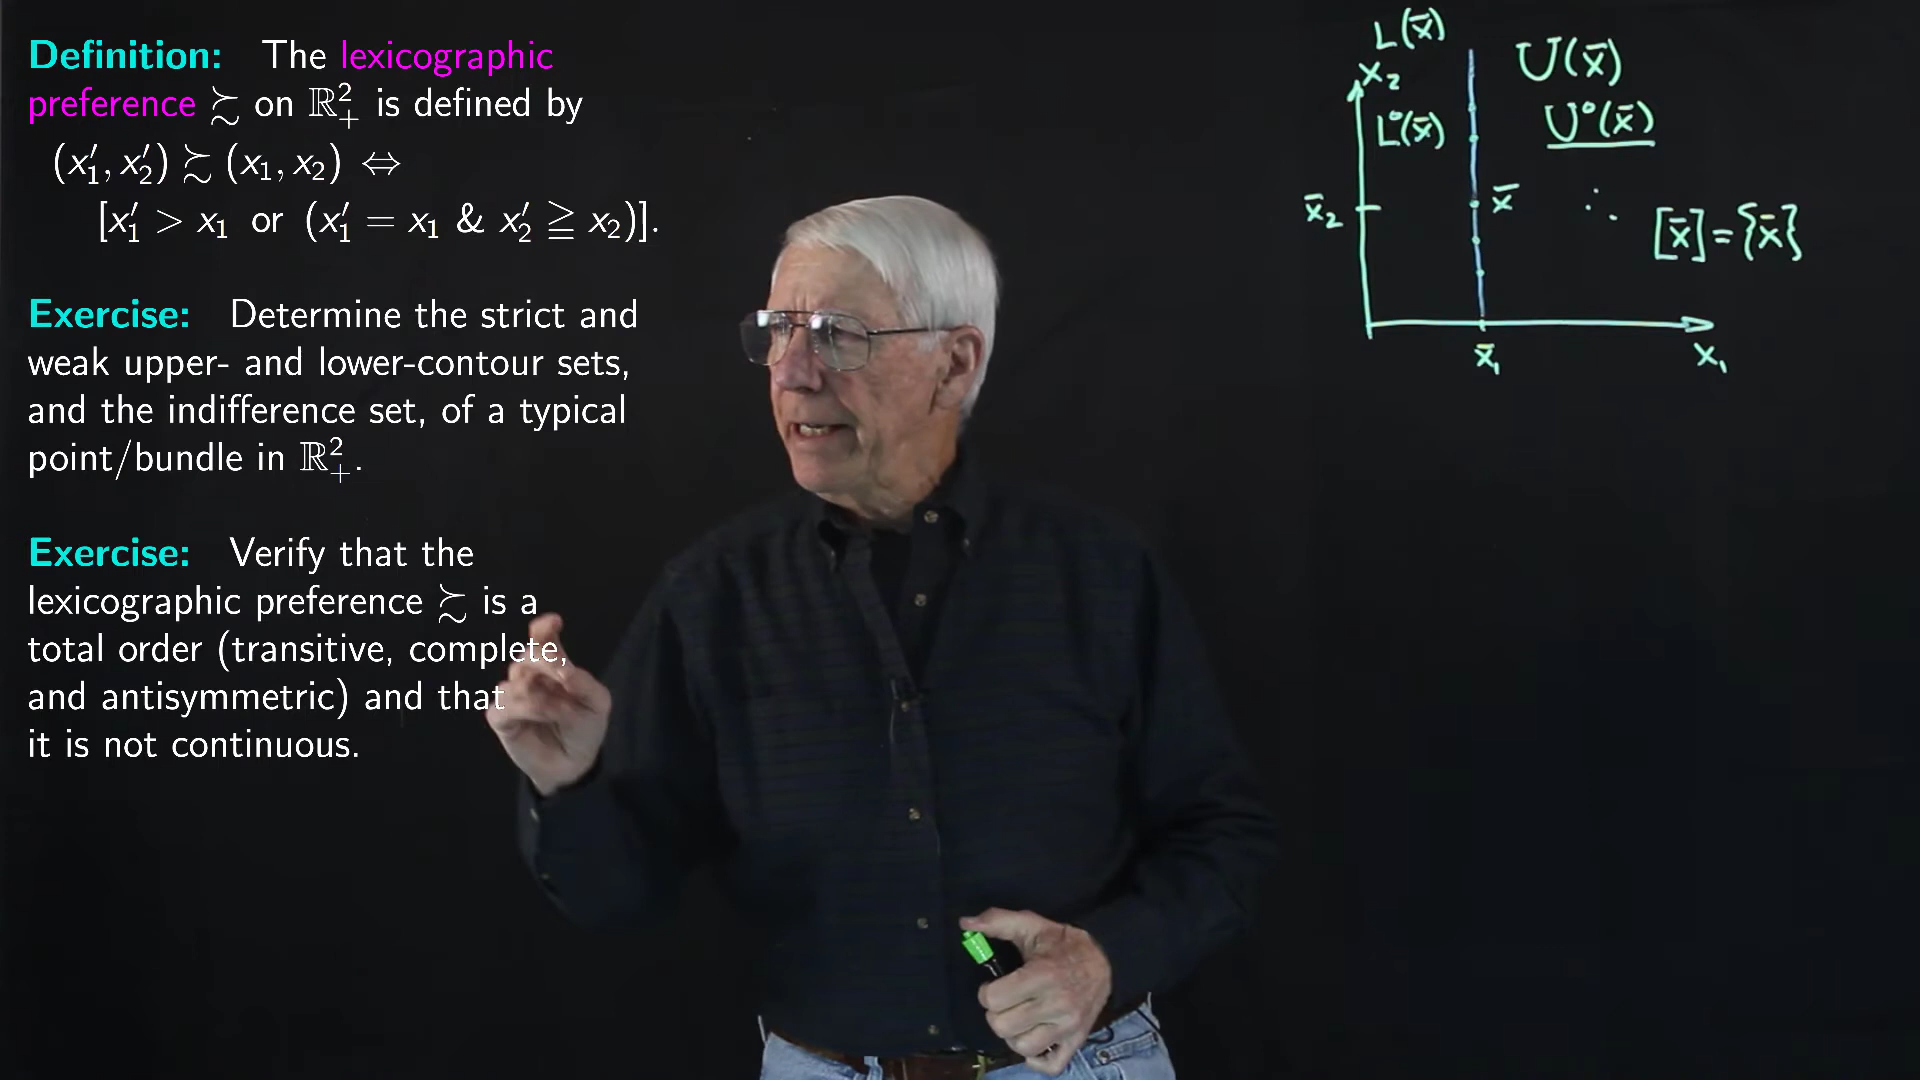 Definition: The lexicographic
preference ≿ on ℝ²₊ is defined by
(x′₁, x′₂) ≿ (x₁, x₂) ⇔
[x′₁ > x₁ or (x′₁ = x₁ & x′₂ ≧ x₂)].
Exercise: Determine the strict and
weak upper- and lower-contour sets,
and the indifference set, of a typical
point/bundle in ℝ²₊.
Exercise: Verify that the
lexicographic preference ≿ is a
total order (transitive, complete,
and antisymmetric) and that
it is not continuous.
L(x̄)
U(x̄)
x₂
L°(x̄)
U°(x̄)
x̄₂
x̄
∴ [x̄] = {x̄}
x̄₁
x₁